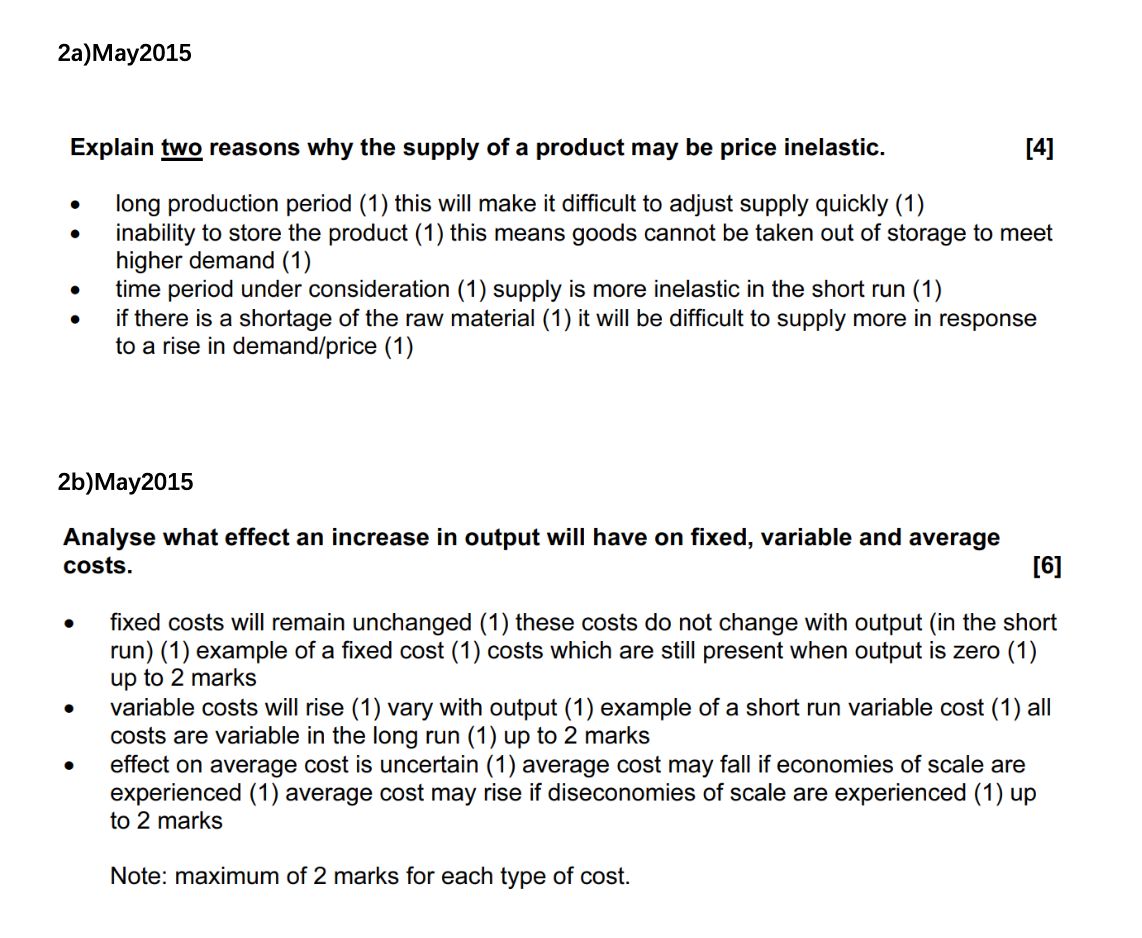 2a)May2015
Explain two reasons why the supply of a product may be price inelastic. [4]
• long production period (1) this will make it difficult to adjust supply quickly (1)
• inability to store the product (1) this means goods cannot be taken out of storage to meet
higher demand (1)
• time period under consideration (1) supply is more inelastic in the short run (1)
• if there is a shortage of the raw material (1) it will be difficult to supply more in response
to a rise in demand/price (1)
2b)May2015
Analyse what effect an increase in output will have on fixed, variable and average
costs. [6]
• fixed costs will remain unchanged (1) these costs do not change with output (in the short
run) (1) example of a fixed cost (1) costs which are still present when output is zero (1)
up to 2 marks
• variable costs will rise (1) vary with output (1) example of a short run variable cost (1) all
costs are variable in the long run (1) up to 2 marks
• effect on average cost is uncertain (1) average cost may fall if economies of scale are
experienced (1) average cost may rise if diseconomies of scale are experienced (1) up
to 2 marks
Note: maximum of 2 marks for each type of cost.